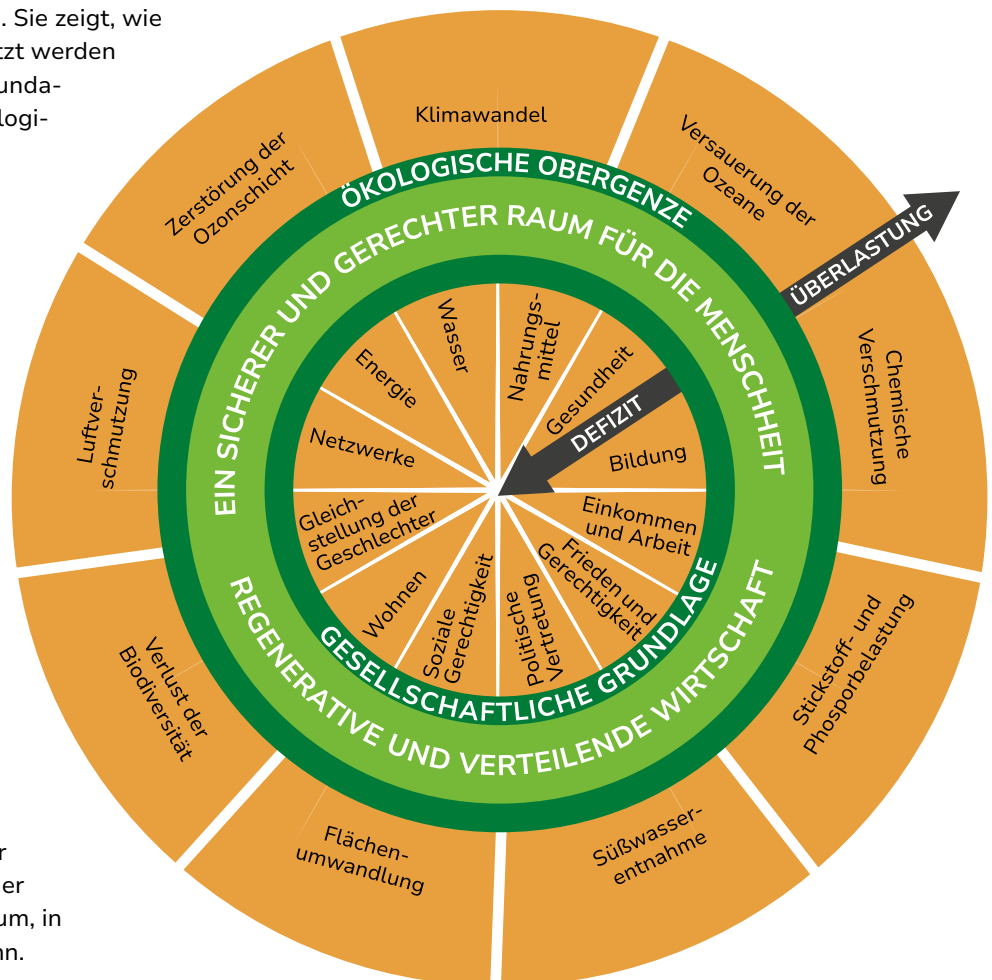 . Sie zeigt, wie
tzt werden
unda-
logi-
Klimawandel
Versauerung der
Ozeane
Chemische
Verschmutzung
Stickstoff- und
Phosporbelastung
Süßwasser-
entnahme
Flächen-
umwandlung
Verlust der
Biodiversität
Luftver-
schmutzung
Zerstörung der
Ozonschicht
ÜBERLASTUNG
ÖKOLOGISCHE OBERGENZE
EIN SICHERER UND GERECHTER RAUM FÜR DIE MENSCHHEIT
REGENERATIVE UND VERTEILENDE WIRTSCHAFT
GESELLSCHAFTLICHE GRUNDLAGE
DEFIZIT
Wasser
Nahrungs-
mittel
Gesundheit
Bildung
Einkommen
und Arbeit
Frieden und
Gerechtigkeit
Politische
Vertretung
Soziale
Gerechtigkeit
Wohnen
Gleich-
stellung der
Geschlechter
Netzwerke
Energie
r
er
um, in
nn.